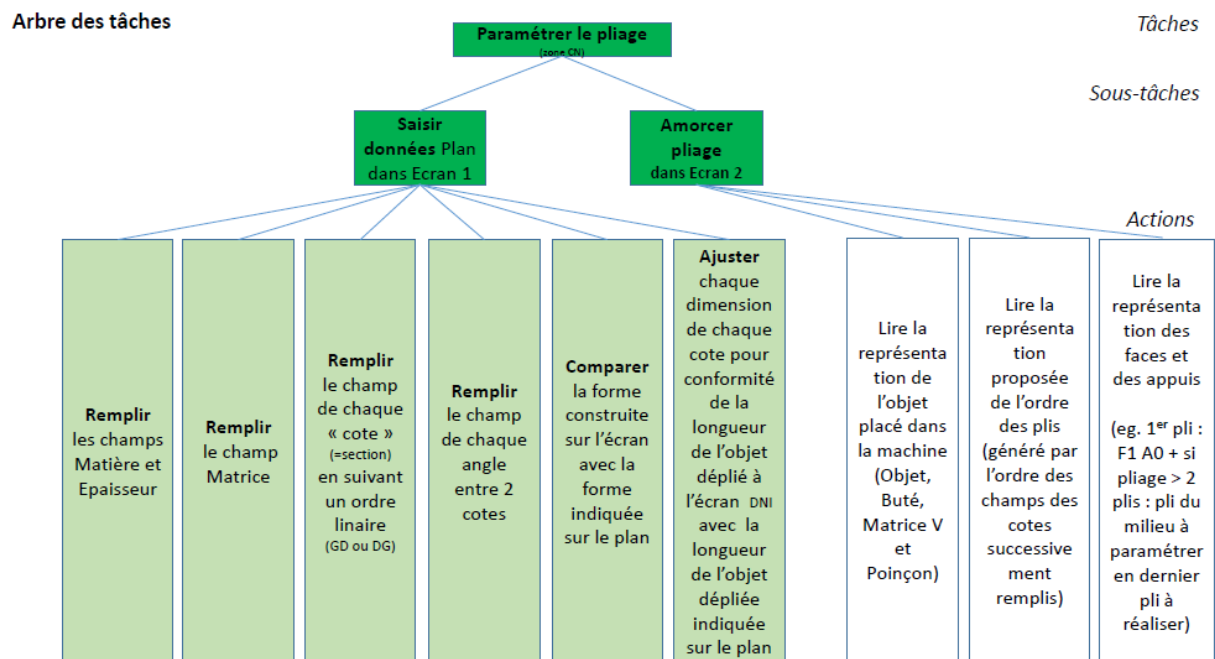 Arbre des tâches
Tâches
Paramétrer le pliage
(zone CN)
Sous-tâches
Saisir
données Plan
dans Ecran 1
Amorcer
pliage
dans Ecran 2
Actions
Remplir
les champs
Matière et
Epaisseur
Remplir
le champ
Matrice
Remplir
le champ
de chaque
« cote »
(=section)
en suivant
un ordre
linaire
(GD ou DG)
Remplir
le champ
de chaque
angle
entre 2
cotes
Comparer
la forme
construite
sur l'écran
avec la
forme
indiquée
sur le plan
Ajuster
chaque
dimension
de chaque
cote pour
conformité
de la
longueur
de l'objet
déplié à
l'écran DNI
avec la
longueur
de l'objet
dépliée
indiquée
sur le plan
Lire la
représenta
tion de
l'objet
placé dans
la machine
(Objet,
Buté,
Matrice V
et
Poinçon)
Lire la
représenta
tion
proposée
de l'ordre
des plis
(généré par
l'ordre des
champs des
cotes
successive
ment
remplis)
Lire la
représenta
tion des
faces et
des appuis
(eg. 1er pli :
F1 A0 + si
pliage > 2
plis : pli du
milieu à
paramétrer
en dernier
pli à
réaliser)